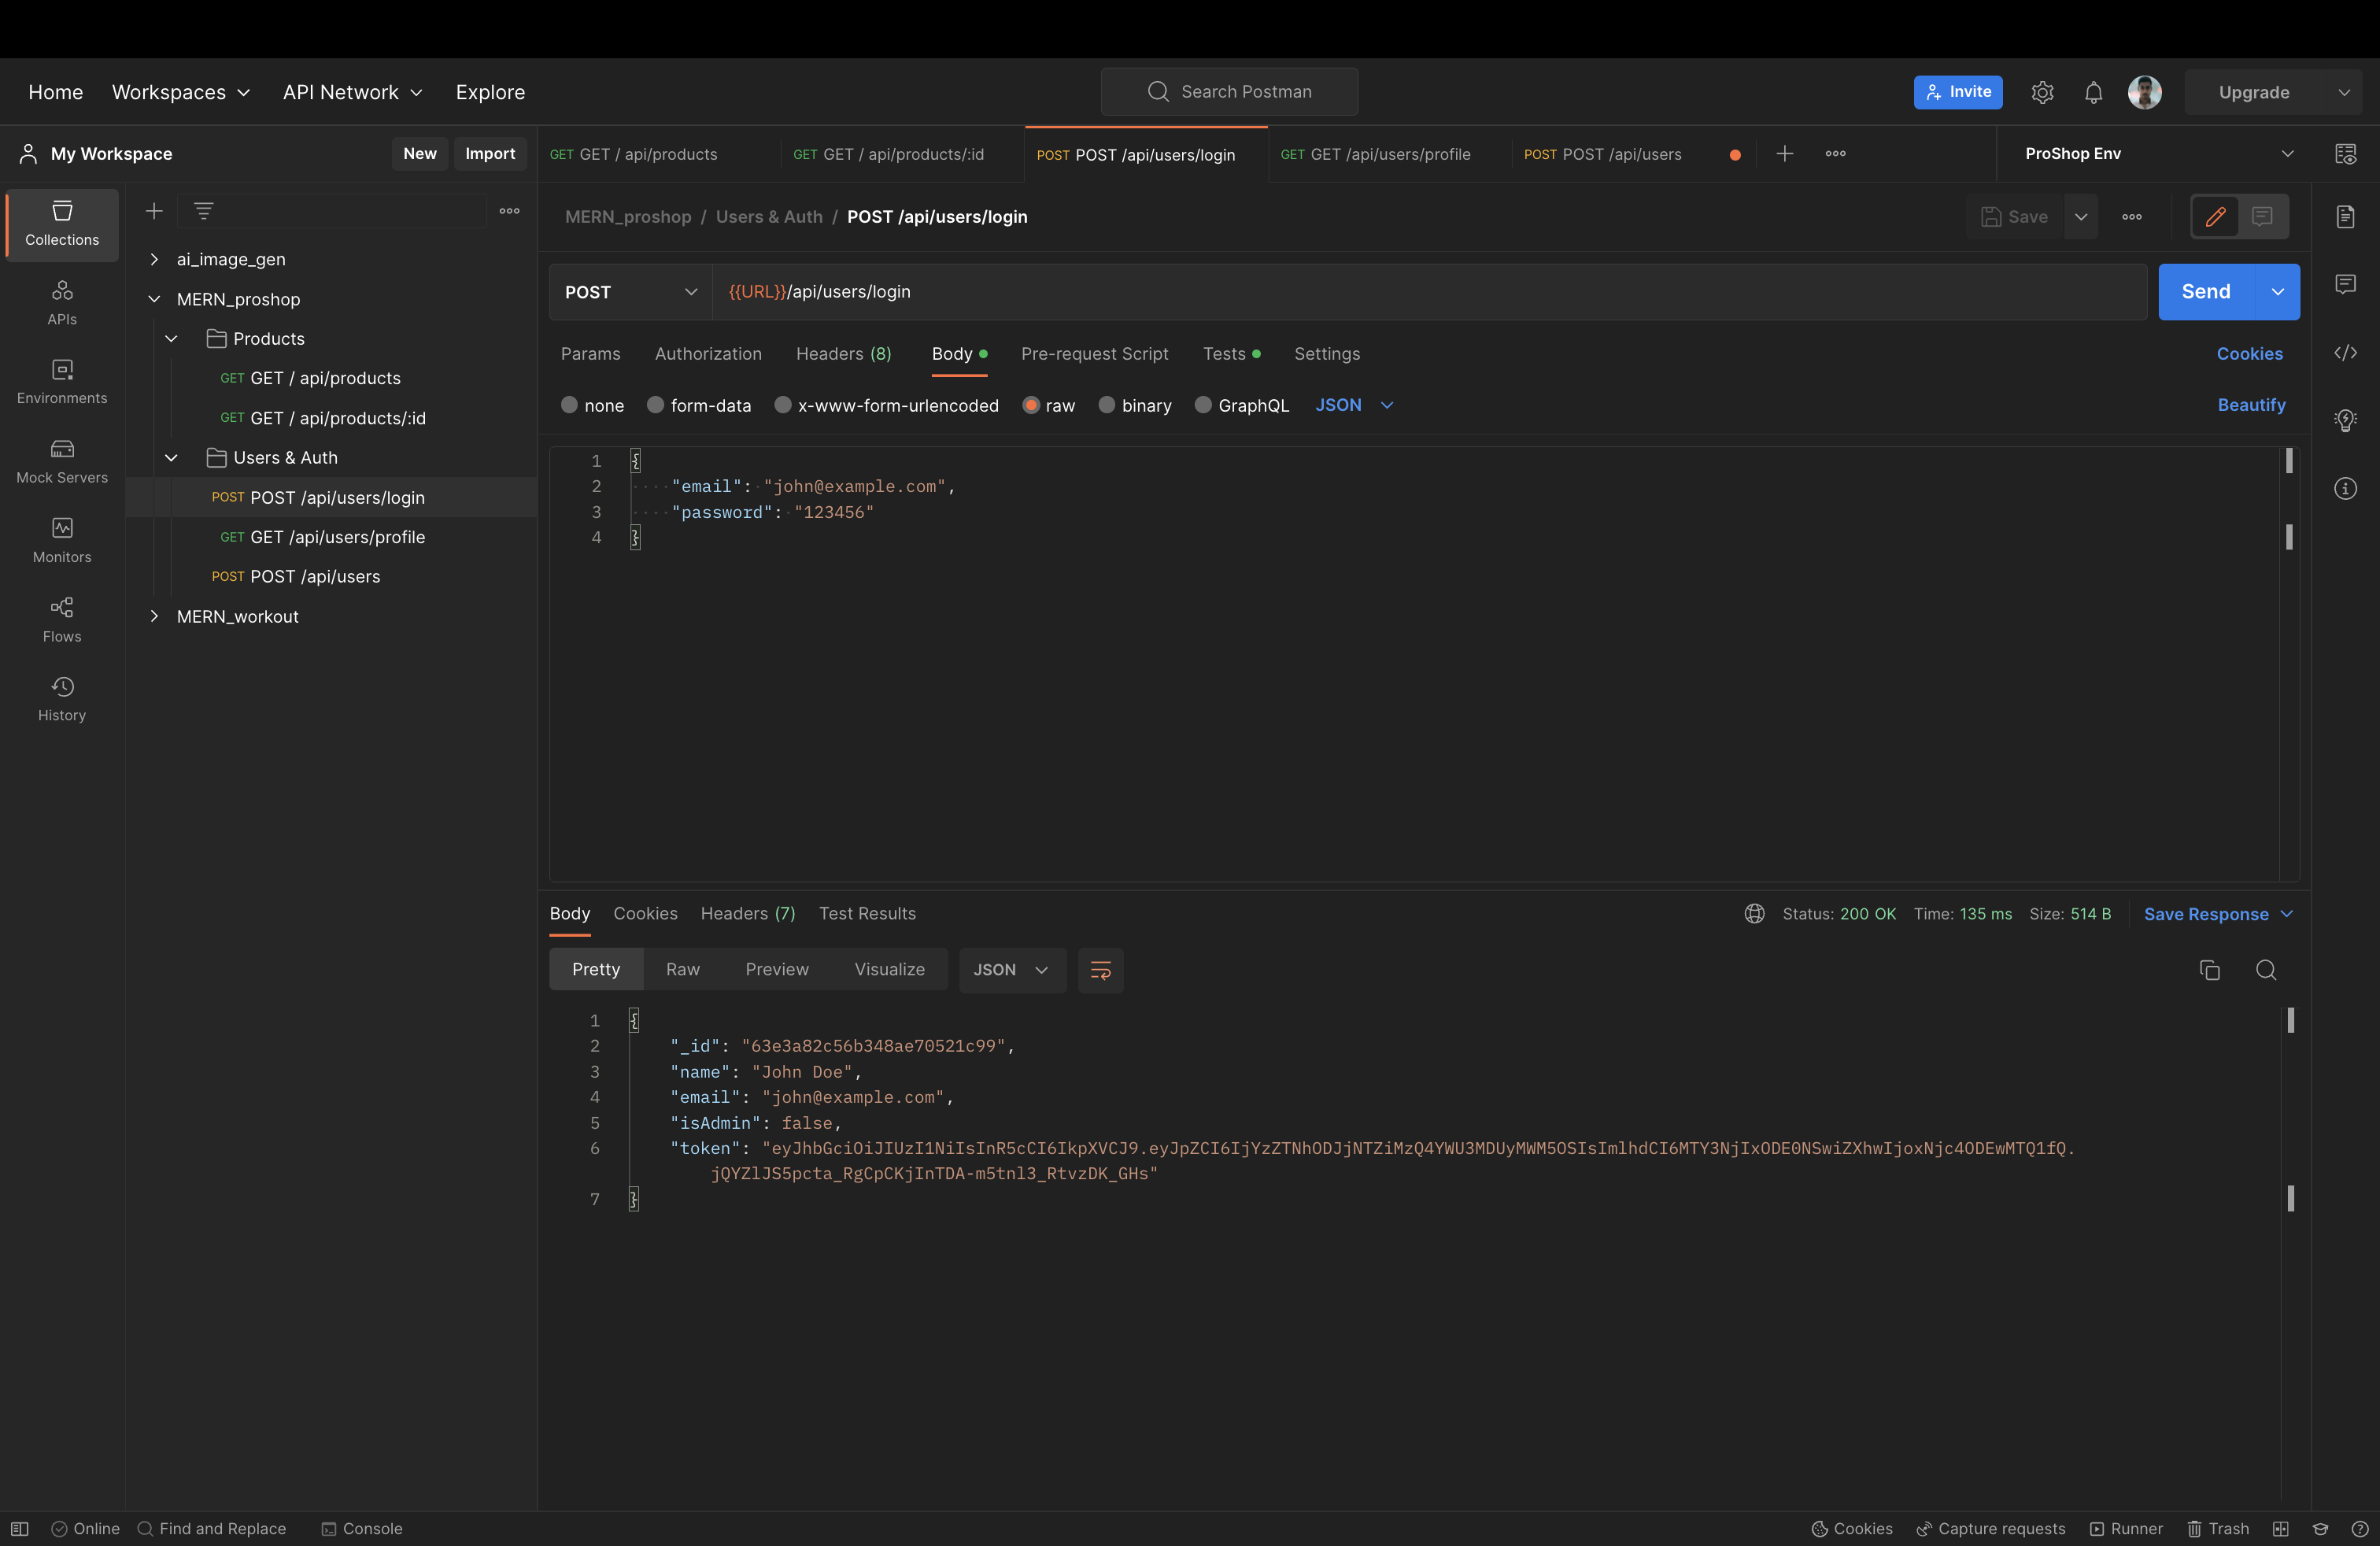 Home Workspaces API Network Explore Search Postman Invite Upgrade
My Workspace New Import
GET GET / api/products GET GET / api/products/:id POST POST /api/users/login GET GET /api/users/profile POST POST /api/users ProShop Env
Collections
APIs
Environments
Mock Servers
Monitors
Flows
History
ai_image_gen
MERN_proshop
Products
GET GET / api/products
GET GET / api/products/:id
Users & Auth
POST POST /api/users/login
GET GET /api/users/profile
POST POST /api/users
MERN_workout
MERN_proshop / Users & Auth / POST /api/users/login Save
POST {{URL}}/api/users/login Send
Params Authorization Headers (8) Body Pre-request Script Tests Settings Cookies
none form-data x-www-form-urlencoded raw binary GraphQL JSON Beautify
1 {
2 "email": "john@example.com",
3 "password": "123456"
4 }
Body Cookies Headers (7) Test Results Status: 200 OK Time: 135 ms Size: 514 B Save Response
Pretty Raw Preview Visualize JSON
1 {
2 "_id": "63e3a82c56b348ae70521c99",
3 "name": "John Doe",
4 "email": "john@example.com",
5 "isAdmin": false,
6 "token": "eyJhbGciOiJIUzI1NiIsInR5cCI6IkpXVCJ9.eyJpZCI6IjYzZTNhODJjNTZiMzQ4YWU3MDUyMWM5OSIsImlhdCI6MTY3NjIxODE0NSwiZXhwIjoxNjc4ODEwMTQ1fQ.
jQYZlJS5pcta_RgCpCKjInTDA-m5tnl3_RtvzDK_GHs"
7 }
Online Find and Replace Console Cookies Capture requests Runner Trash